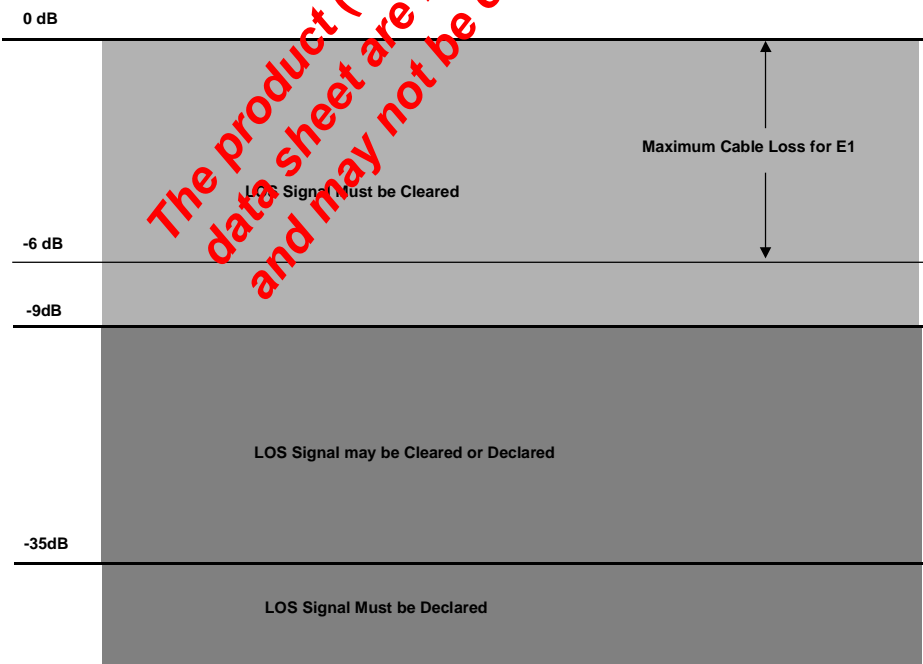 0 dB
The product (
data sheet are
and may not be
Maximum Cable Loss for E1
LOS Signal Must be Cleared
-6 dB
-9dB
LOS Signal may be Cleared or Declared
-35dB
LOS Signal Must be Declared